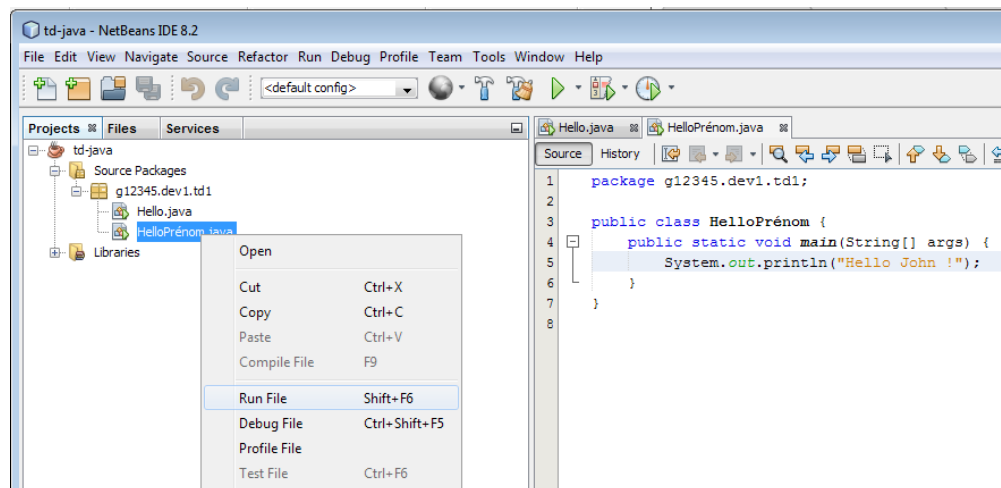 td-java - NetBeans IDE 8.2
File Edit View Navigate Source Refactor Run Debug Profile Team Tools Window Help
<default config>
Projects Files Services
td-java
Source Packages
g12345.dev1.td1
Hello.java
HelloPrénom.java
Libraries
Open
Cut Ctrl+X
Copy Ctrl+C
Paste Ctrl+V
Compile File F9
Run File Shift+F6
Debug File Ctrl+Shift+F5
Profile File
Test File Ctrl+F6
Hello.java HelloPrénom.java
Source History
1 package g12345.dev1.td1;
2
3 public class HelloPrénom {
4 public static void main(String[] args) {
5 System.out.println("Hello John !");
6 }
7 }
8